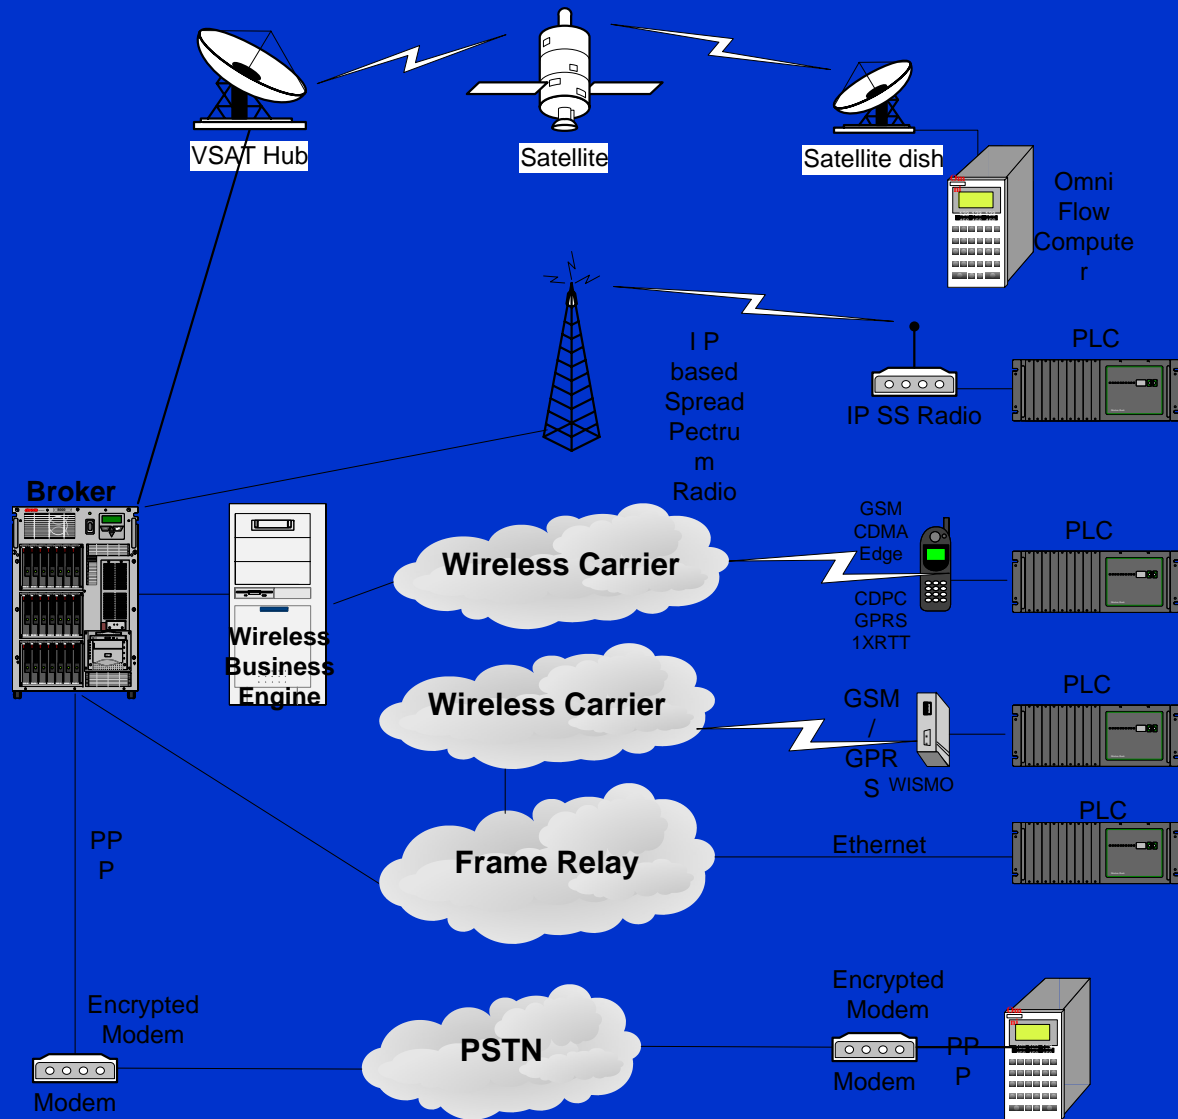 VSAT Hub
Satellite
Satellite dish
Omni
Flow
Compute
r
I P
based
Spread
Pectru
m
Radio
IP SS Radio
PLC
Broker
Wireless
Business
Engine
Wireless Carrier
GSM
CDMA
Edge
CDPC
GPRS
1XRTT
PLC
Wireless Carrier
GSM
/
GPR
S
WISMO
PLC
PP
P
Frame Relay
Ethernet
PLC
Encrypted
Modem
Modem
PSTN
Encrypted
Modem
Modem
PP
P